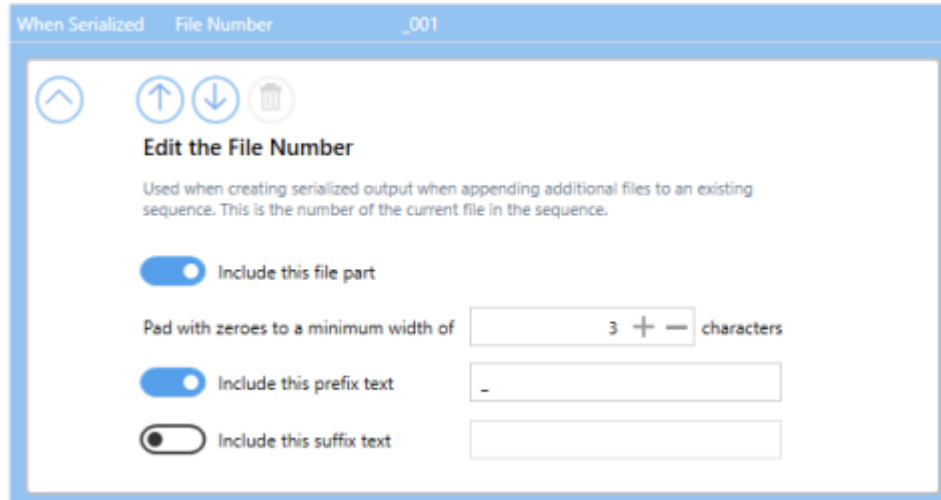 When Serialized File Number _001
Edit the File Number
Used when creating serialized output when appending additional files to an existing
sequence. This is the number of the current file in the sequence.
Include this file part
Pad with zeroes to a minimum width of 3 + — characters
Include this prefix text _
Include this suffix text